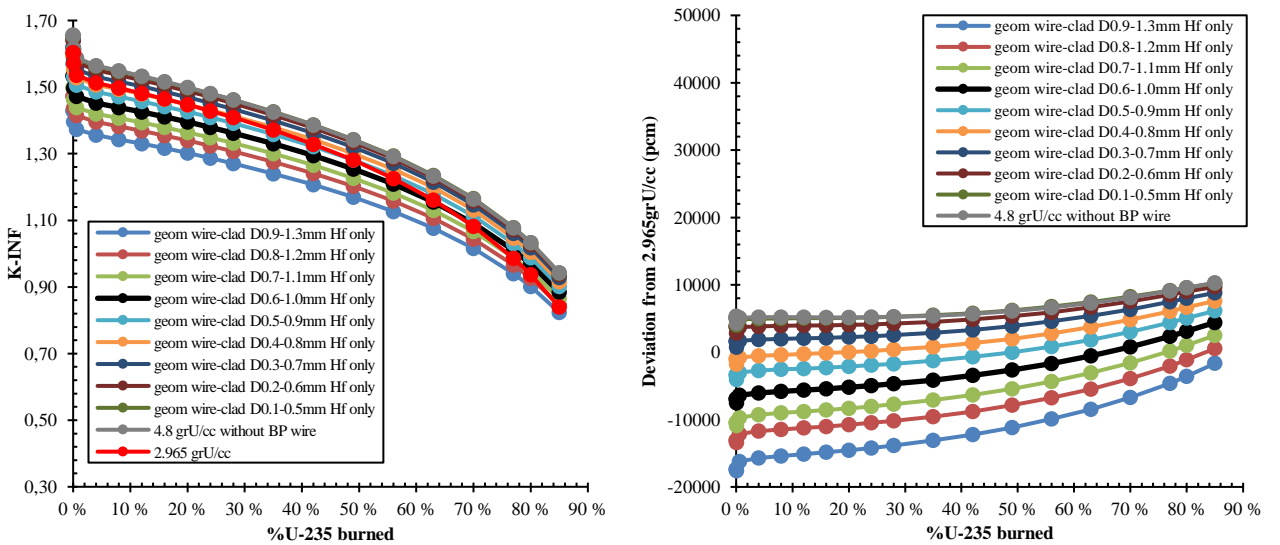 1,70
1,50
1,30
1,10
0,90
0,70
0,50
0,30
K-INF
geom wire-clad D0.9-1.3mm Hf only
geom wire-clad D0.8-1.2mm Hf only
geom wire-clad D0.7-1.1mm Hf only
geom wire-clad D0.6-1.0mm Hf only
geom wire-clad D0.5-0.9mm Hf only
geom wire-clad D0.4-0.8mm Hf only
geom wire-clad D0.3-0.7mm Hf only
geom wire-clad D0.2-0.6mm Hf only
geom wire-clad D0.1-0.5mm Hf only
4.8 grU/cc without BP wire
2.965 grU/cc
0 % 10 % 20 % 30 % 40 % 50 % 60 % 70 % 80 % 90 %
%U-235 burned
50000
40000
30000
20000
10000
0
-10000
-20000
Deviation from 2.965grU/cc (pcm)
geom wire-clad D0.9-1.3mm Hf only
geom wire-clad D0.8-1.2mm Hf only
geom wire-clad D0.7-1.1mm Hf only
geom wire-clad D0.6-1.0mm Hf only
geom wire-clad D0.5-0.9mm Hf only
geom wire-clad D0.4-0.8mm Hf only
geom wire-clad D0.3-0.7mm Hf only
geom wire-clad D0.2-0.6mm Hf only
geom wire-clad D0.1-0.5mm Hf only
4.8 grU/cc without BP wire
0 % 10 % 20 % 30 % 40 % 50 % 60 % 70 % 80 % 90 %
%U-235 burned